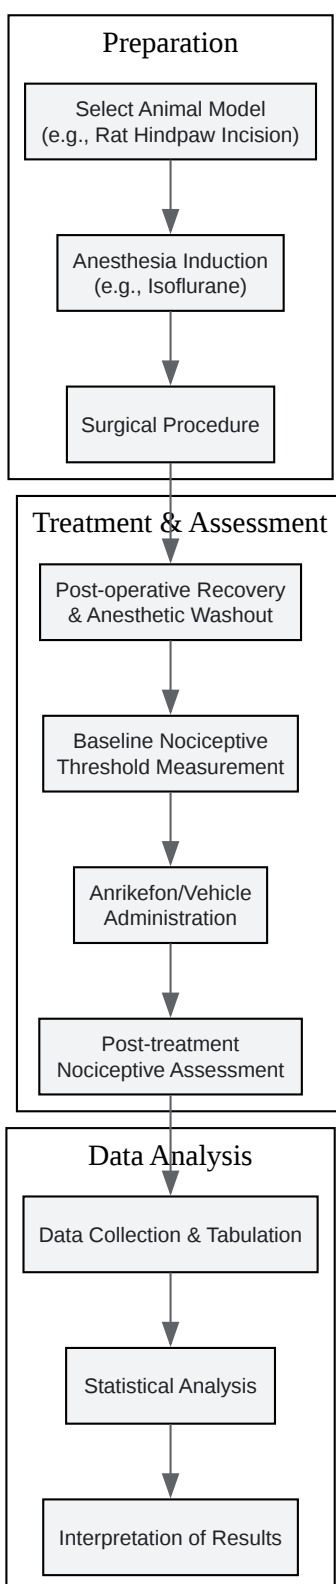 Preparation
Select Animal Model
(e.g., Rat Hindpaw Incision)
Anesthesia Induction
(e.g., Isoflurane)
Surgical Procedure
Treatment & Assessment
Post-operative Recovery
& Anesthetic Washout
Baseline Nociceptive
Threshold Measurement
Anrikefon/Vehicle
Administration
Post-treatment
Nociceptive Assessment
Data Analysis
Data Collection & Tabulation
Statistical Analysis
Interpretation of Results